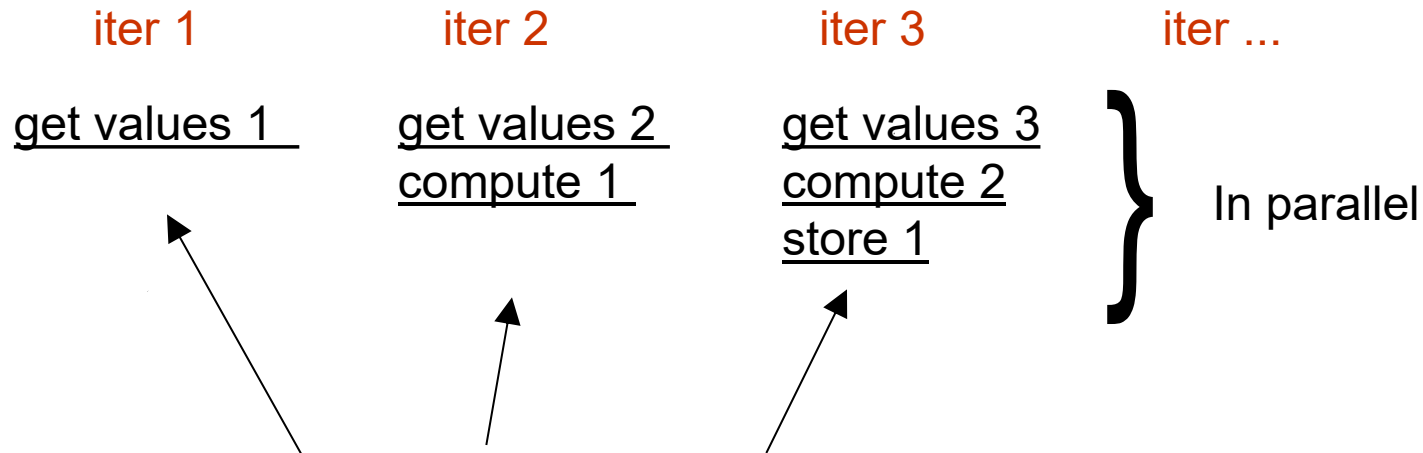 iter 1 iter 2 iter 3 iter ...
get values 1 get values 2 get values 3
compute 1 compute 2
In parallel
store 1